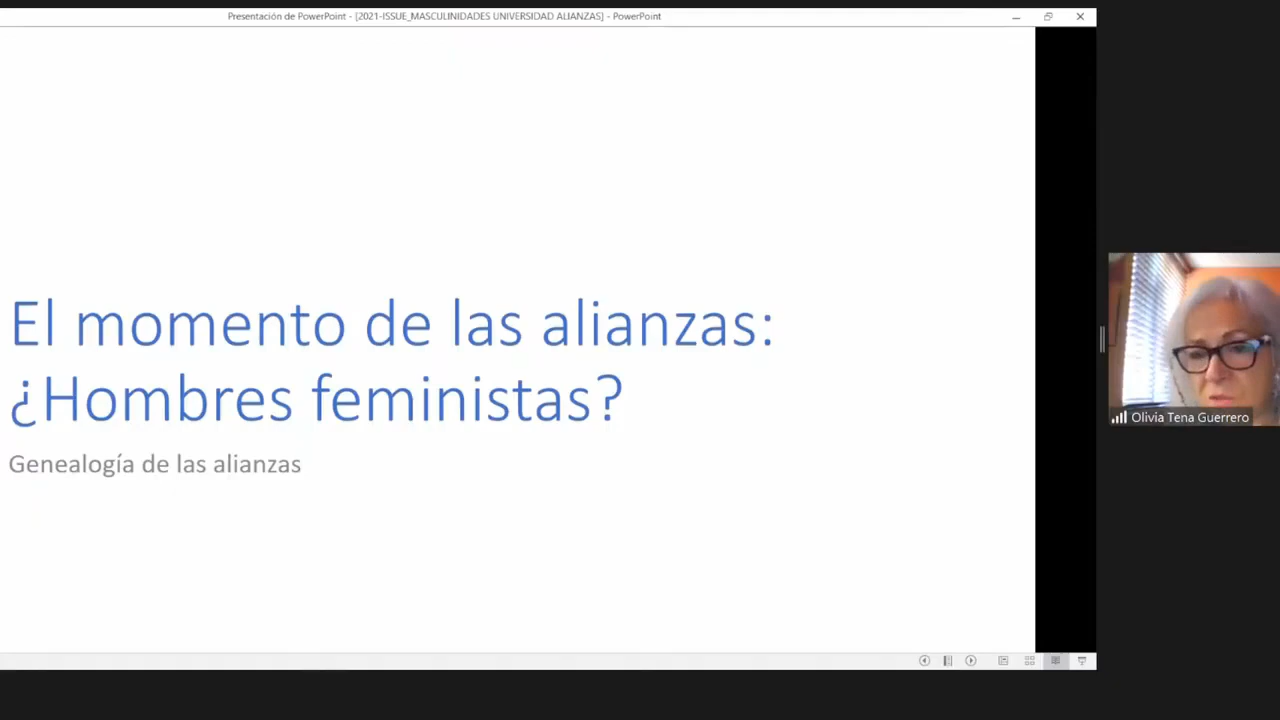 Presentación de PowerPoint - [2021-ISSUE_MASCULINIDADES UNIVERSIDAD ALIANZAS] - PowerPoint
El momento de las alianzas:
¿Hombres feministas?
Genealogía de las alianzas
Olivia Tena Guerrero